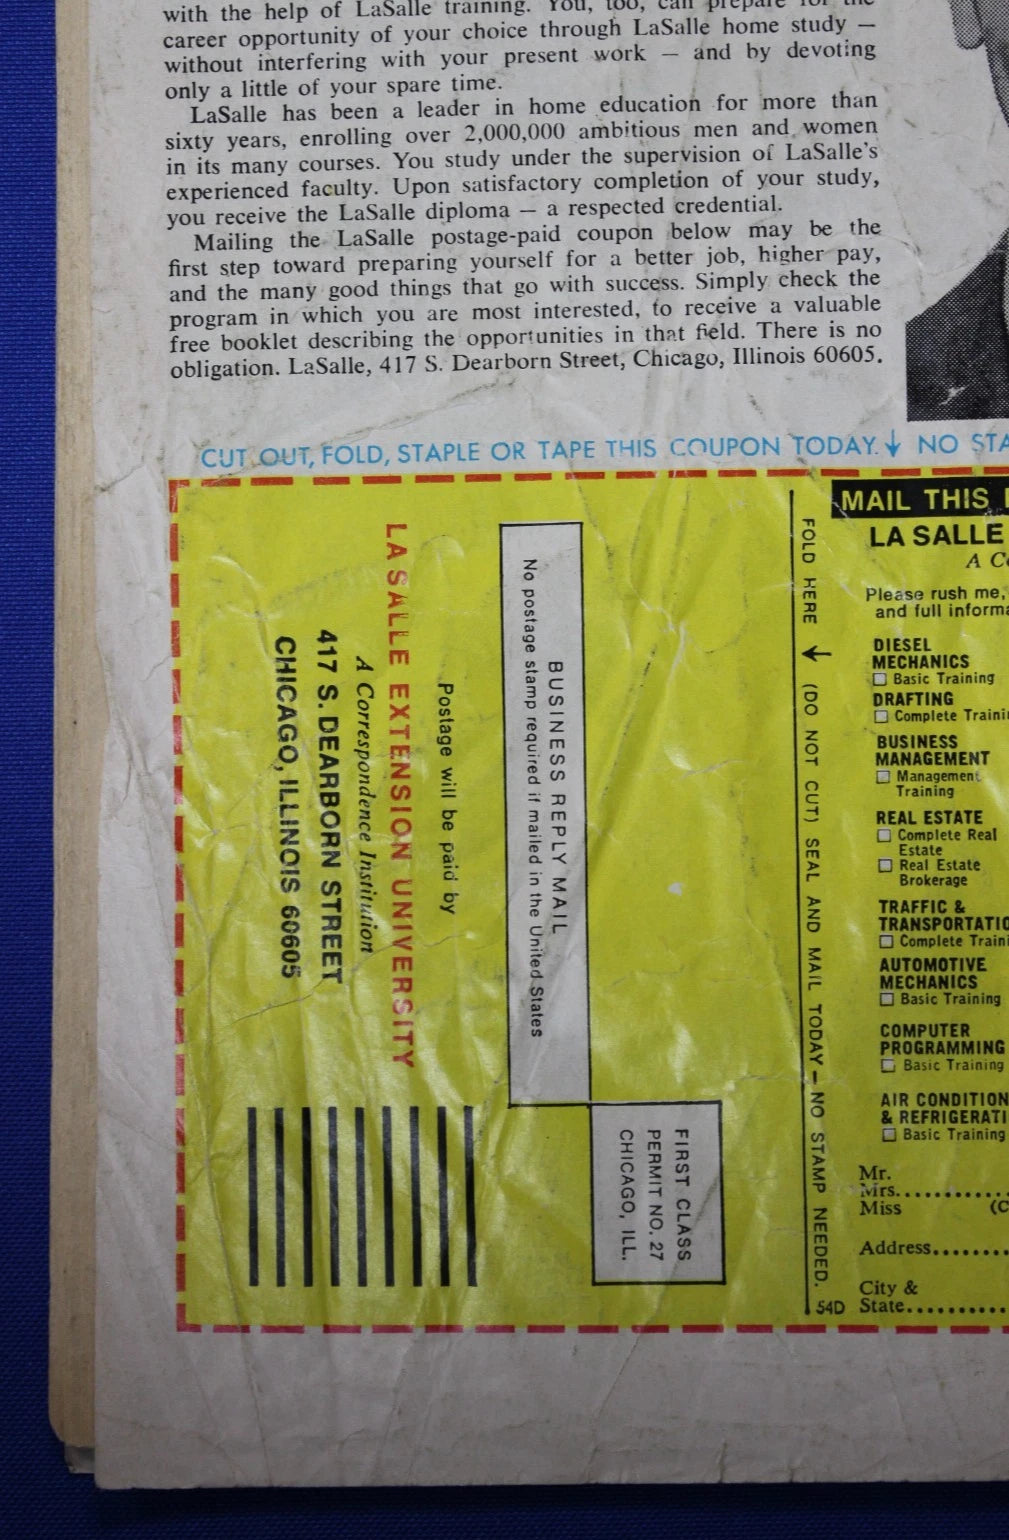 with the help of LaSalle training. You, too, can prepare for the
career opportunity of your choice through LaSalle home study —
without interfering with your present work — and by devoting
only a little of your spare time.
LaSalle has been a leader in home education for more than
sixty years, enrolling over 2,000,000 ambitious men and women
in its many courses. You study under the supervision of LaSalle's
experienced faculty. Upon satisfactory completion of your study,
you receive the LaSalle diploma — a respected credential.
Mailing the LaSalle postage-paid coupon below may be the
first step toward preparing yourself for a better job, higher pay,
and the many good things that go with success. Simply check the
program in which you are most interested, to receive a valuable
free booklet describing the opportunities in that field. There is no
obligation. LaSalle, 417 S. Dearborn Street, Chicago, Illinois 60605.
CUT OUT, FOLD, STAPLE OR TAPE THIS COUPON TODAY. ↓ NO STA
FIRST CLASS
PERMIT NO. 27
CHICAGO, ILL.
BUSINESS REPLY MAIL
No postage stamp required if mailed in the United States
Postage will be paid by
LASALLE EXTENSION UNIVERSITY
A Correspondence Institution
417 S. DEARBORN STREET
CHICAGO, ILLINOIS 60605
FOLD HERE (DO NOT CUT) SEAL AND MAIL TODAY — NO STAMP NEEDED.
MAIL THIS
LA SALLE
A Co
Please rush me,
and full informa
DIESEL
MECHANICS
Basic Training
DRAFTING
Complete Traini
BUSINESS
MANAGEMENT
Management
Training
REAL ESTATE
Complete Real
Estate
Real Estate
Brokerage
TRAFFIC &
TRANSPORTATIO
Complete Traini
AUTOMOTIVE
MECHANICS
Basic Training
COMPUTER
PROGRAMMING
Basic Training
AIR CONDITION
& REFRIGERATI
Basic Training
Mr.
Mrs..............
Miss (C
Address........
City &
54D State...........